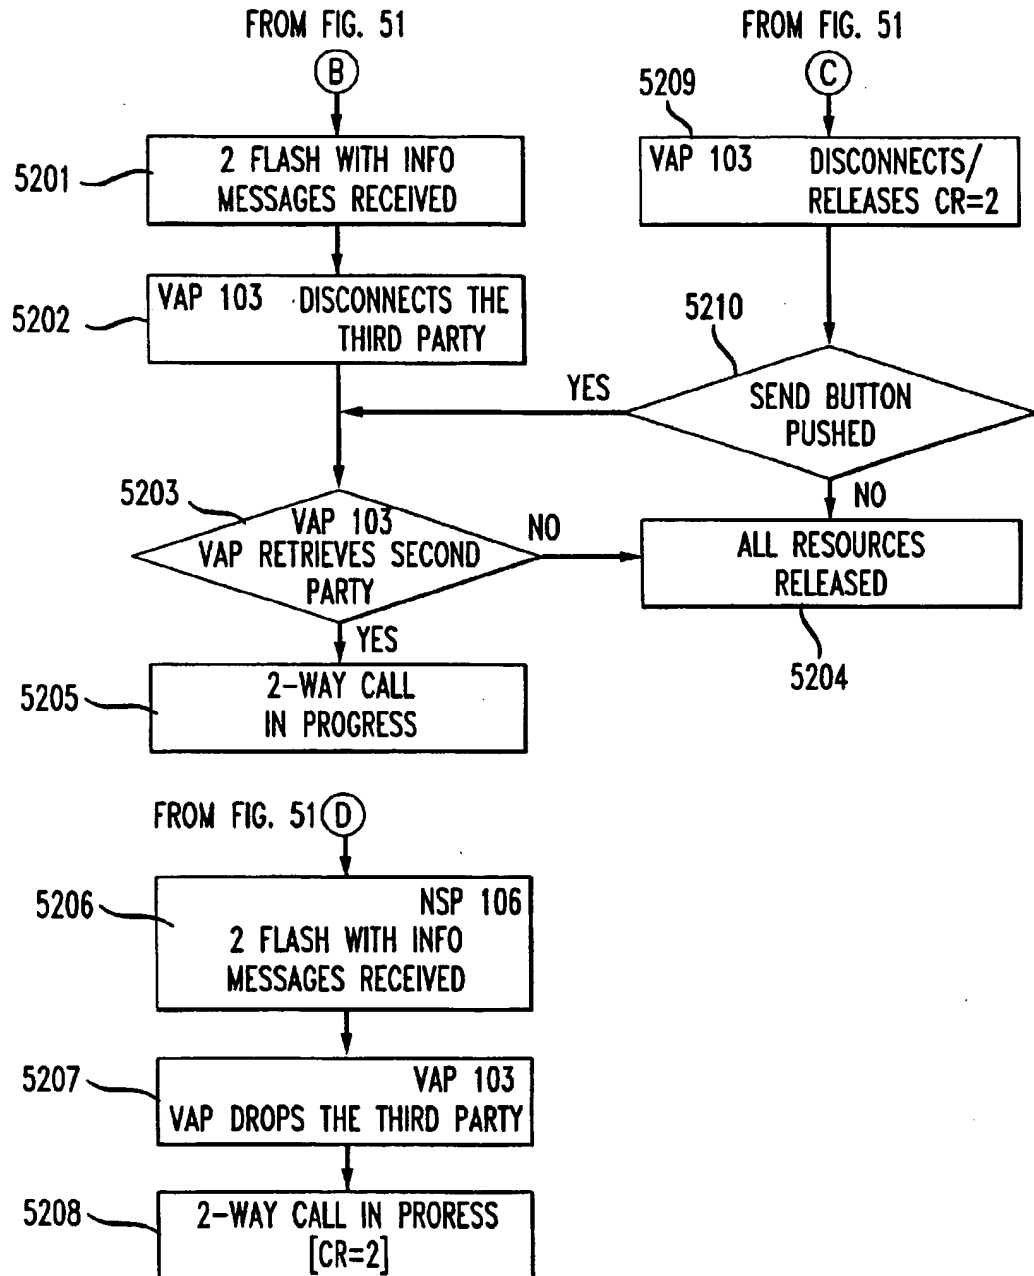 FROM FIG. 51
B
5201
2 FLASH WITH INFO
MESSAGES RECEIVED
5202
VAP 103 DISCONNECTS THE
THIRD PARTY
5203
VAP 103
VAP RETRIEVES SECOND
PARTY
NO
YES
5205
2-WAY CALL
IN PROGRESS
FROM FIG. 51
C
5209
VAP 103 DISCONNECTS/
RELEASES CR=2
5210
SEND BUTTON
PUSHED
YES
NO
ALL RESOURCES
RELEASED
5204
FROM FIG. 51 D
5206
NSP 106
2 FLASH WITH INFO
MESSAGES RECEIVED
5207
VAP 103
VAP DROPS THE THIRD PARTY
5208
2-WAY CALL IN PRORESS
[CR=2]